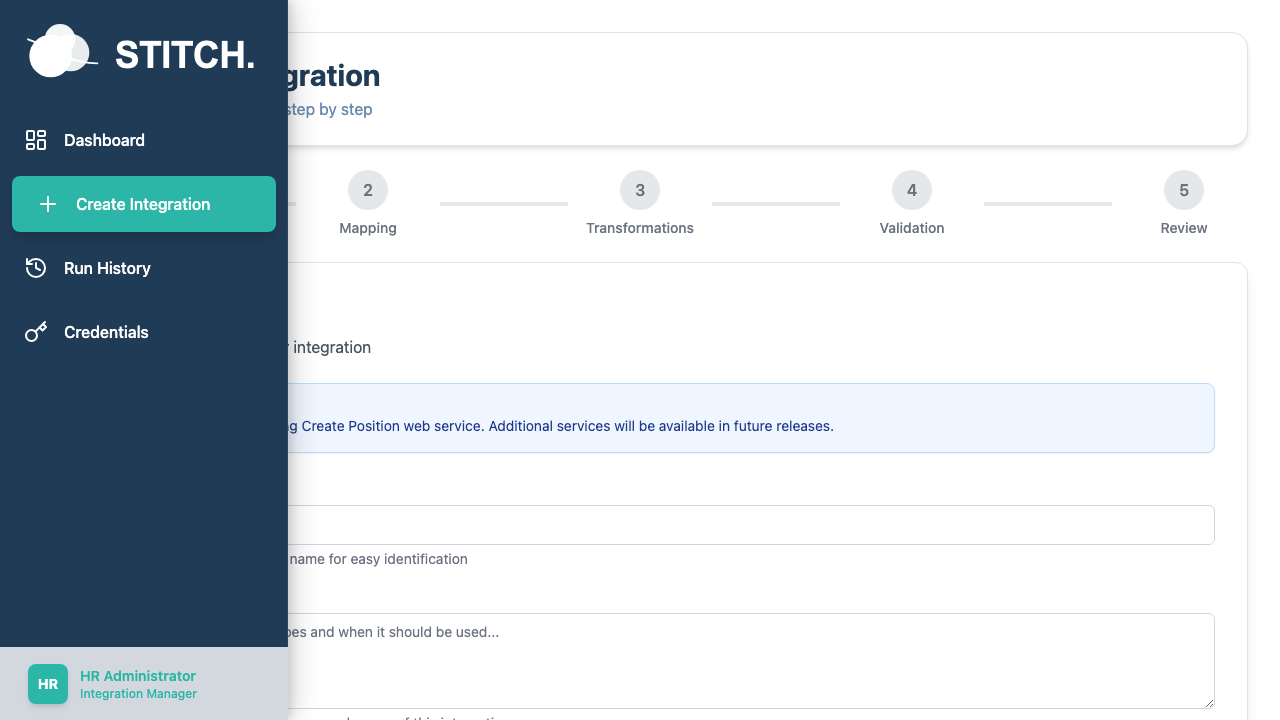 STITCH.
Dashboard
Create Integration
Run History
Credentials
HR
HR Administrator
Integration Manager
gration
step by step
2
Mapping
3
Transformations
4
Validation
5
Review
integration
Create Position web service. Additional services will be available in future releases.
name for easy identification
and when it should be used...